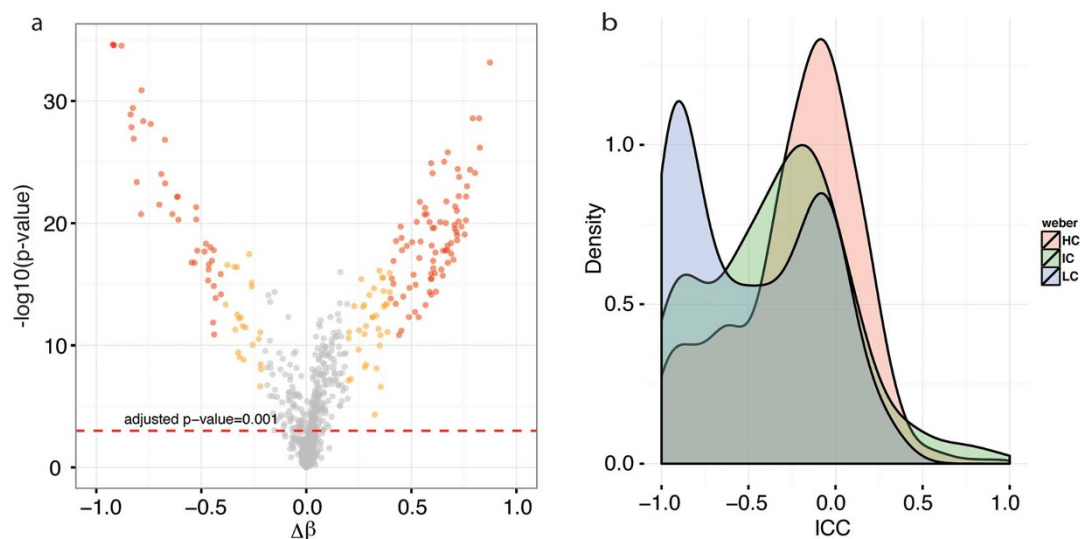 a
-log10(p-value)
30
20
10
0
adjusted p-value=0.001
-1.0 -0.5 0.0 0.5 1.0
Δβ
b
Density
1.0
0.5
0.0
-1.0 -0.5 0.0 0.5 1.0
ICC
weber
HC
IC
LC